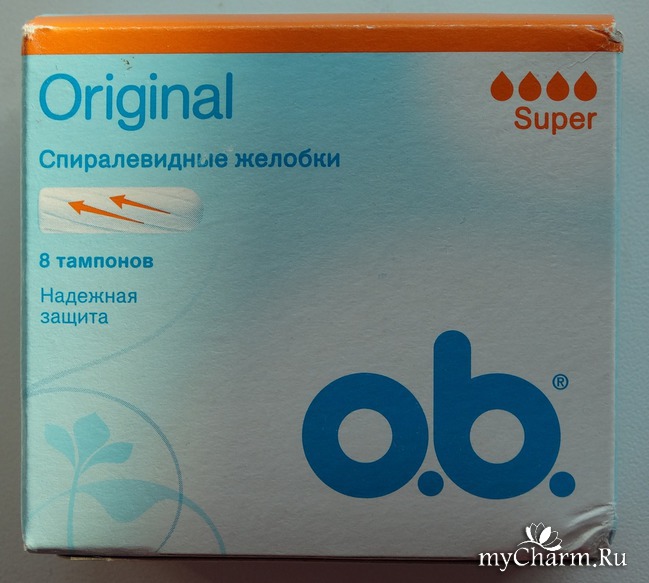 Original
Super
Спиралевидные желобки
8 тампонов
Надежная
защита
o.b.®
myCharm.Ru